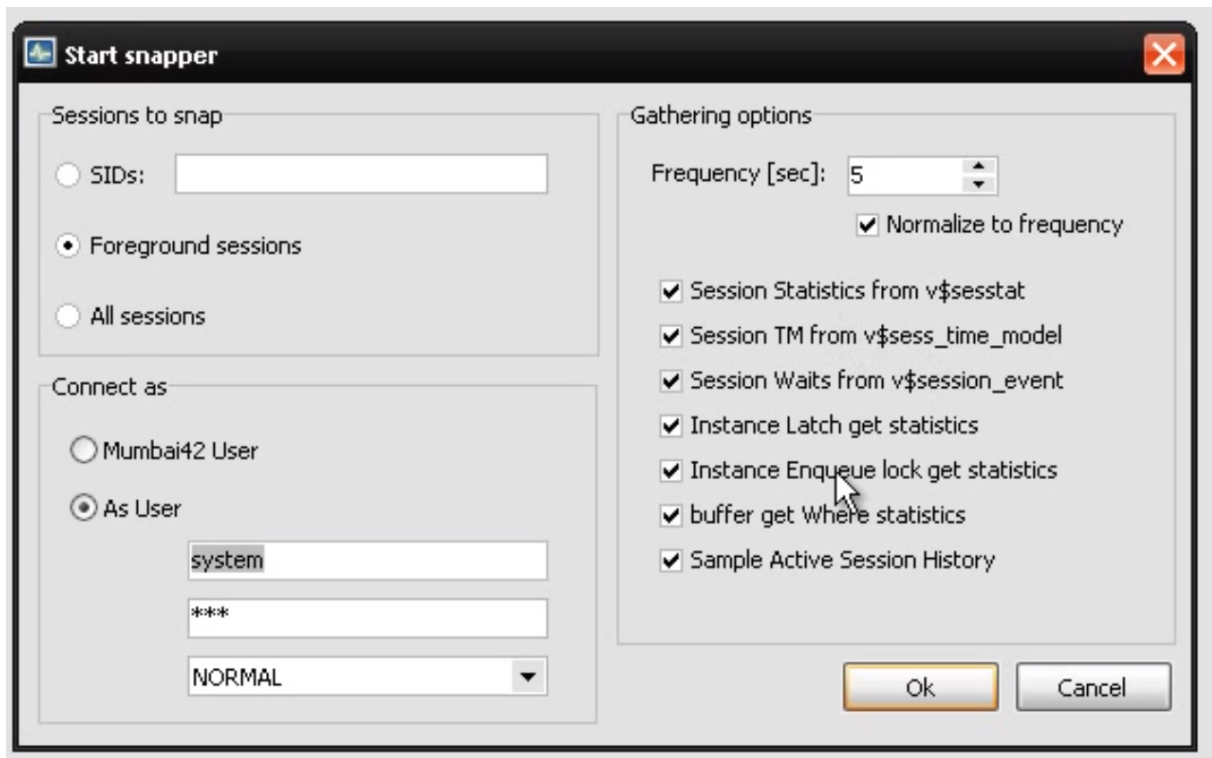 Start snapper
Sessions to snap
SIDs:
Foreground sessions
All sessions
Connect as
Mumbai42 User
As User
system
***
NORMAL
Gathering options
Frequency [sec]: 5
Normalize to frequency
Session Statistics from v$sesstat
Session TM from v$sess_time_model
Session Waits from v$session_event
Instance Latch get statistics
Instance Enqueue lock get statistics
buffer get Where statistics
Sample Active Session History
Ok Cancel